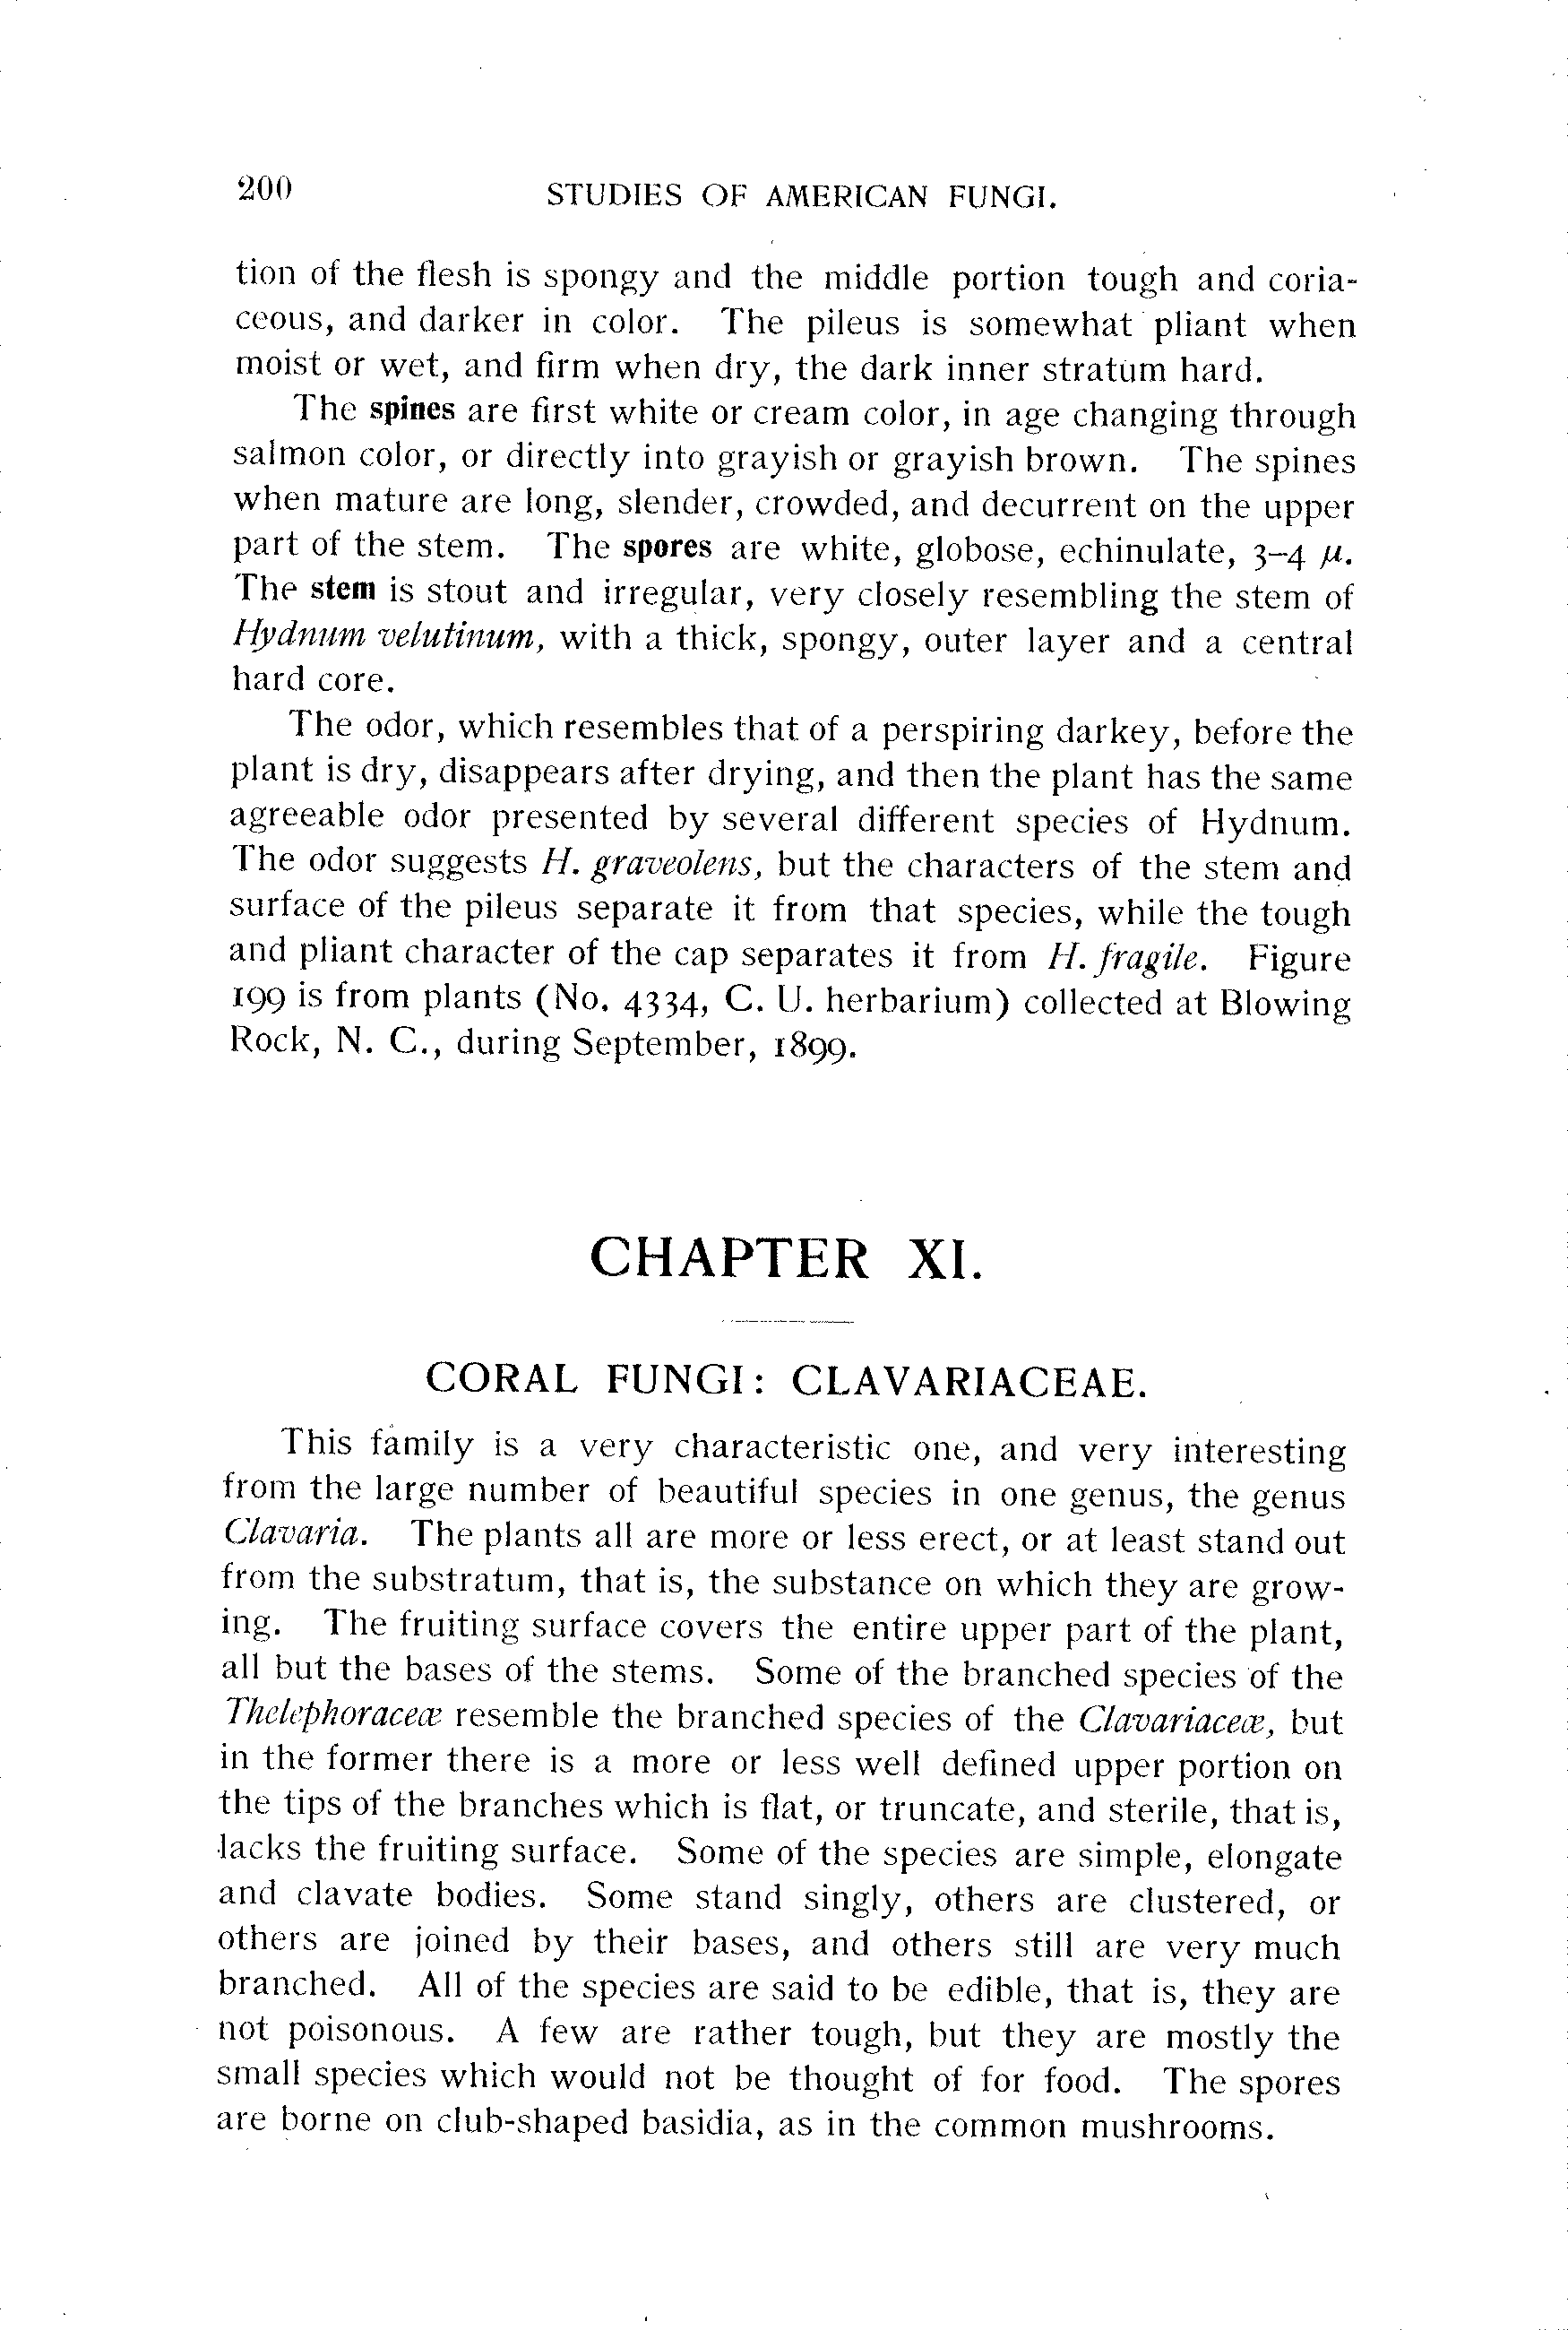 200 STUDIES OF AMERICAN FUNGI.
tion of the flesh is spongy and the middle portion tough and coria-
ceous, and darker in color. The pileus is somewhat pliant when
moist or wet, and firm when dry, the dark inner stratum hard.
The spines are first white or cream color, in age changing through
salmon color, or directly into grayish or grayish brown. The spines
when mature are long, slender, crowded, and decurrent on the upper
part of the stem. The spores are white, globose, echinulate, 3–4 μ.
The stem is stout and irregular, very closely resembling the stem of
Hydnum velutinum, with a thick, spongy, outer layer and a central
hard core.
The odor, which resembles that of a perspiring darkey, before the
plant is dry, disappears after drying, and then the plant has the same
agreeable odor presented by several different species of Hydnum.
The odor suggests H. graveolens, but the characters of the stem and
surface of the pileus separate it from that species, while the tough
and pliant character of the cap separates it from H. fragile. Figure
199 is from plants (No. 4334, C. U. herbarium) collected at Blowing
Rock, N. C., during September, 1899.
CHAPTER XI.
CORAL FUNGI: CLAVARIACEAE.
This family is a very characteristic one, and very interesting
from the large number of beautiful species in one genus, the genus
Clavaria. The plants all are more or less erect, or at least stand out
from the substratum, that is, the substance on which they are grow-
ing. The fruiting surface covers the entire upper part of the plant,
all but the bases of the stems. Some of the branched species of the
Thelephoraceæ resemble the branched species of the Clavariaceæ, but
in the former there is a more or less well defined upper portion on
the tips of the branches which is flat, or truncate, and sterile, that is,
lacks the fruiting surface. Some of the species are simple, elongate
and clavate bodies. Some stand singly, others are clustered, or
others are joined by their bases, and others still are very much
branched. All of the species are said to be edible, that is, they are
not poisonous. A few are rather tough, but they are mostly the
small species which would not be thought of for food. The spores
are borne on club-shaped basidia, as in the common mushrooms.